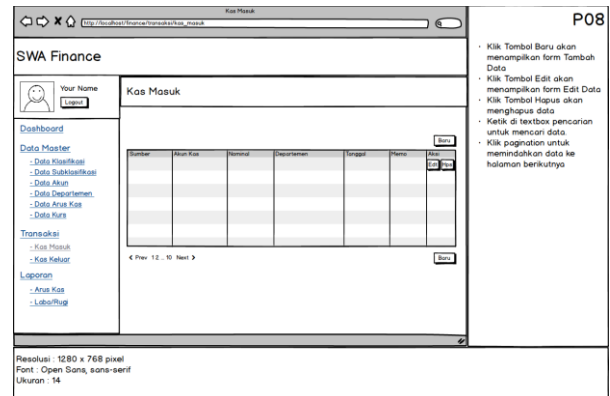 Kas Masuk
http://localhost/finance/transaksi/kas_masuk
SWA Finance
Your Name
Logout
Dashboard
Data Master
- Data Klasifikasi
- Data Subklasifikasi
- Data Akun
- Data Departemen
- Data Arus Kas
- Data Kurs
Transaksi
- Kas Masuk
- Kas Keluar
Laporan
- Arus Kas
- Laba/Rugi
Kas Masuk
Baru
Sumber Akun Kas Nominal Departemen Tanggal Memo Aksi
Edit Hps
< Prev 1 2 ... 10 Next >
Baru
P08
· Klik Tombol Baru akan
menampilkan form Tambah
Data
· Klik Tombol Edit akan
menampilkan form Edit Data
· Klik Tombol Hapus akan
menghapus data
· Ketik di textbox pencarian
untuk mencari data.
· Klik pagination untuk
memindahkan data ke
halaman berikutnya
Resolusi : 1280 x 768 pixel
Font : Open Sans, sans-serif
Ukuran : 14